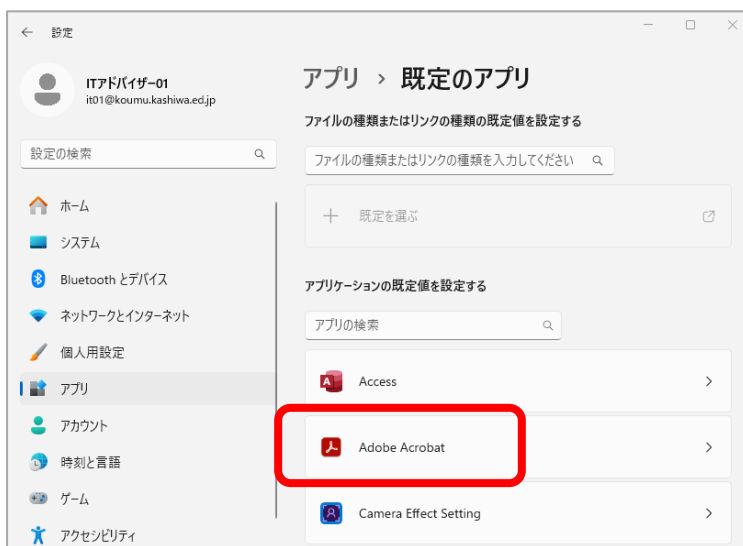 設定
ITアドバイザー01
it01@koumu.kashiwa.ed.jp
設定の検索
ホーム
システム
Bluetooth とデバイス
ネットワークとインターネット
個人用設定
アプリ
アカウント
時刻と言語
ゲーム
アクセシビリティ
アプリ › 既定のアプリ
ファイルの種類またはリンクの種類の既定値を設定する
ファイルの種類またはリンクの種類を入力してください
既定を選ぶ
アプリケーションの既定値を設定する
アプリの検索
Access
Adobe Acrobat
Camera Effect Setting